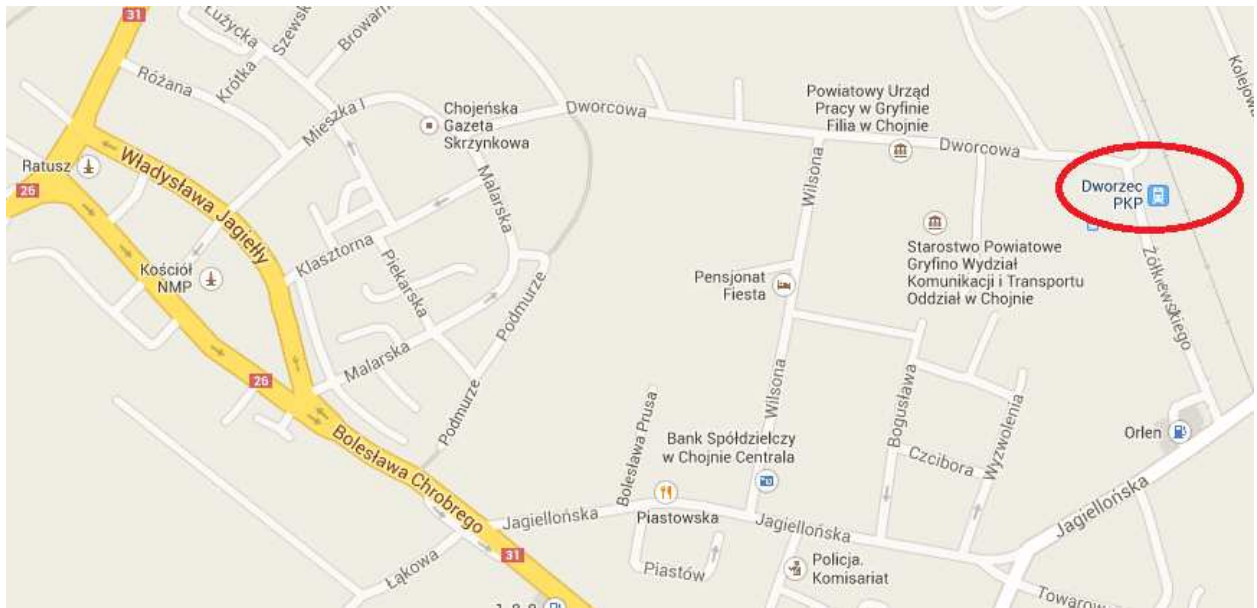 31
Łużycka
Szewsk
Browarn
Różana
Krótka
Mieszka I
Chojeńska
Gazeta
Skrzynkowa
Dworcowa
Powiatowy Urząd
Pracy w Gryfinie
Filia w Chojnie
Dworcowa
Kolejowa
Ratusz
26
Władysława Jagiełły
Malarska
Wilsona
Dworzec
PKP
Klasztorna
Kościół
NMP
Piekarska
Podmurze
Pensjonat
Fiesta
Starostwo Powiatowe
Gryfino Wydział
Komunikacji i Transportu
Oddział w Chojnie
Żółkiewskiego
Malarska
26
Podmurze
Bolesława Prusa
Wilsona
Bogusława
Wyzwolenia
Orlen
Bank Spółdzielczy
w Chojnie Centrala
Czcibora
Bolesława Chrobrego
Jagiellońska
Piastowska
Jagiellońska
Jagiellońska
31
Łąkowa
Piastów
Policja.
Komisariat
Towarow